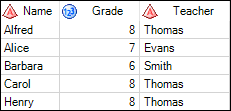 Name Grade Teacher
Alfred 8 Thomas
Alice 7 Evans
Barbara 6 Smith
Carol 8 Thomas
Henry 8 Thomas